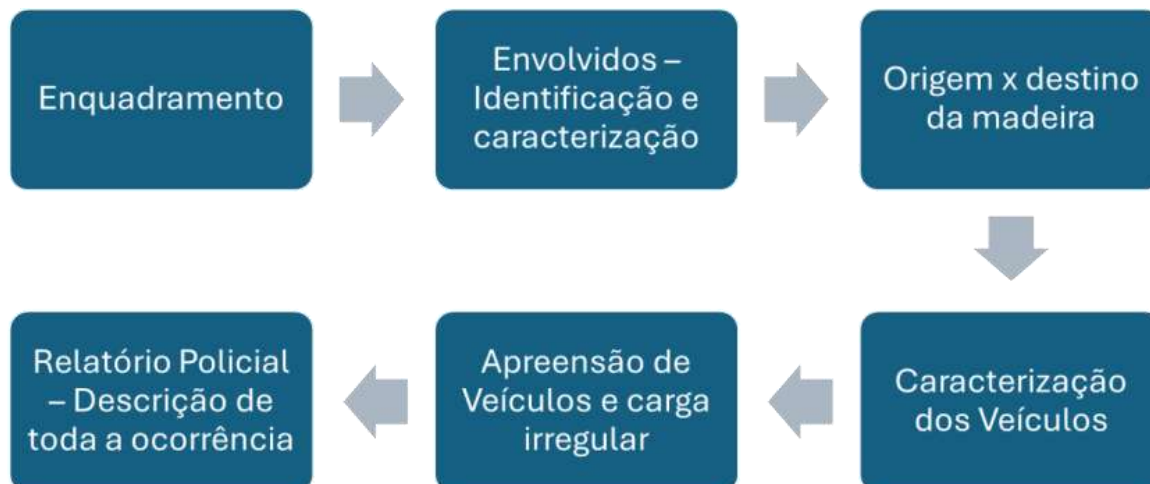 Enquadramento
Envolvidos –
Identificação e
caracterização
Origem x destino
da madeira
Caracterização
dos Veículos
Apreensão de
Veículos e carga
irregular
Relatório Policial
– Descrição de
toda a ocorrência